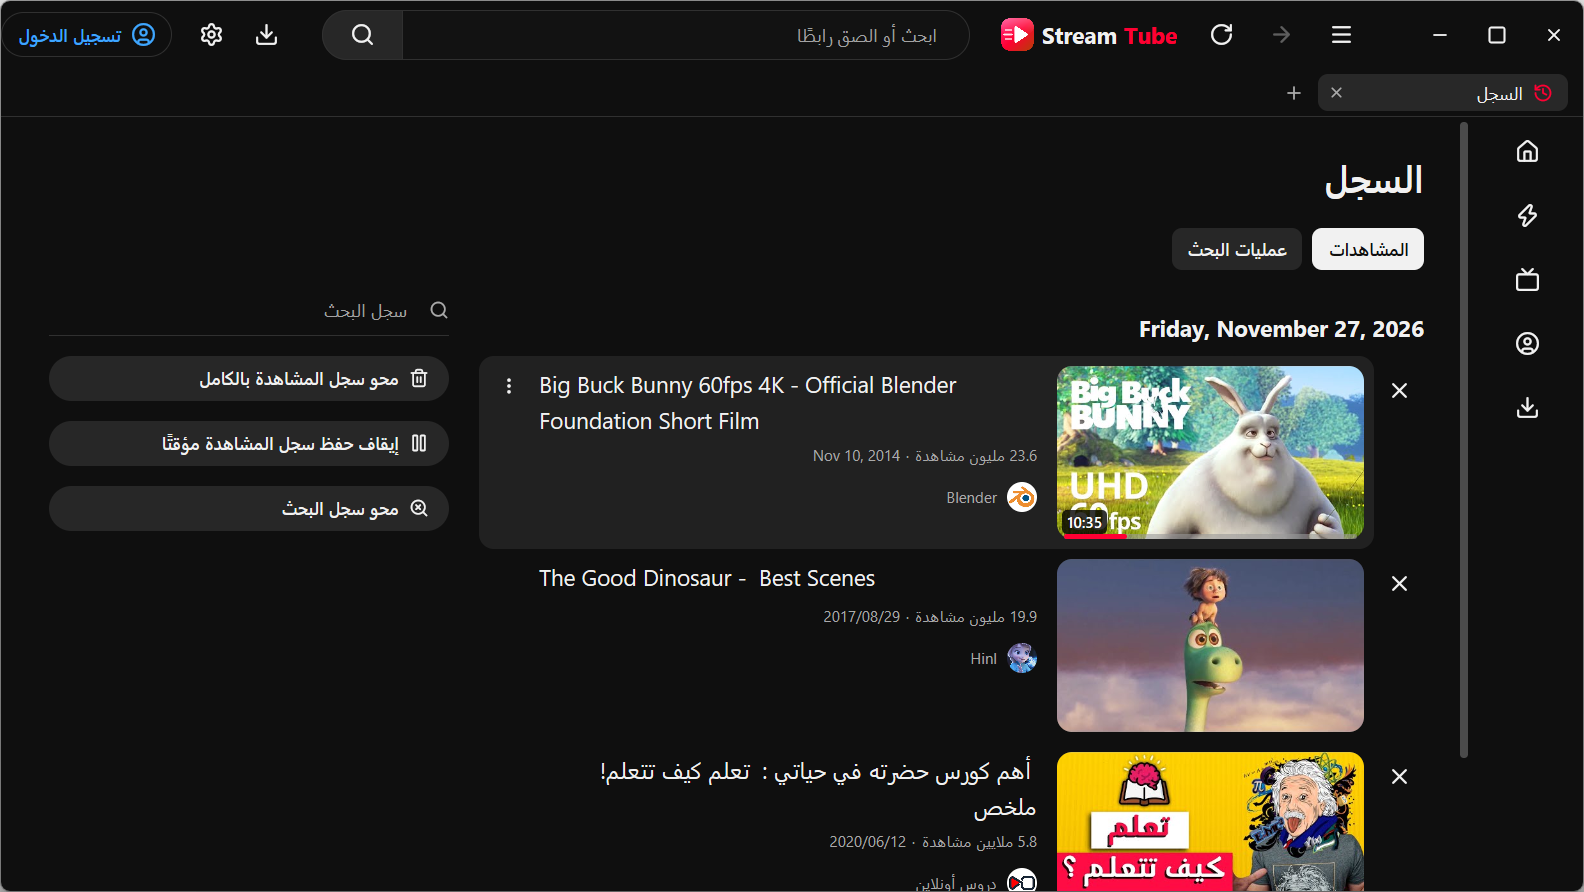 Stream Tube
ابحث أو الصق رابطًا
تسجيل الدخول
السجل
السجل
المشاهدات
عمليات البحث
سجل البحث
محو سجل المشاهدة بالكامل
إيقاف حفظ سجل المشاهدة مؤقتًا
محو سجل البحث
Friday, November 27, 2026
Big Buck
BUNNY
UHD
60fps
10:35
Big Buck Bunny 60fps 4K - Official Blender
Foundation Short Film
23.6 مليون مشاهدة · Nov 10, 2014
Blender
The Good Dinosaur - Best Scenes
19.9 مليون مشاهدة · 2017/08/29
Hinl
تعلم
كيف تتعلم ؟
أهم كورس حضرته في حياتي : تعلم كيف تتعلم!
ملخص
5.8 ملايين مشاهدة · 2020/06/12
دروس أونلاين